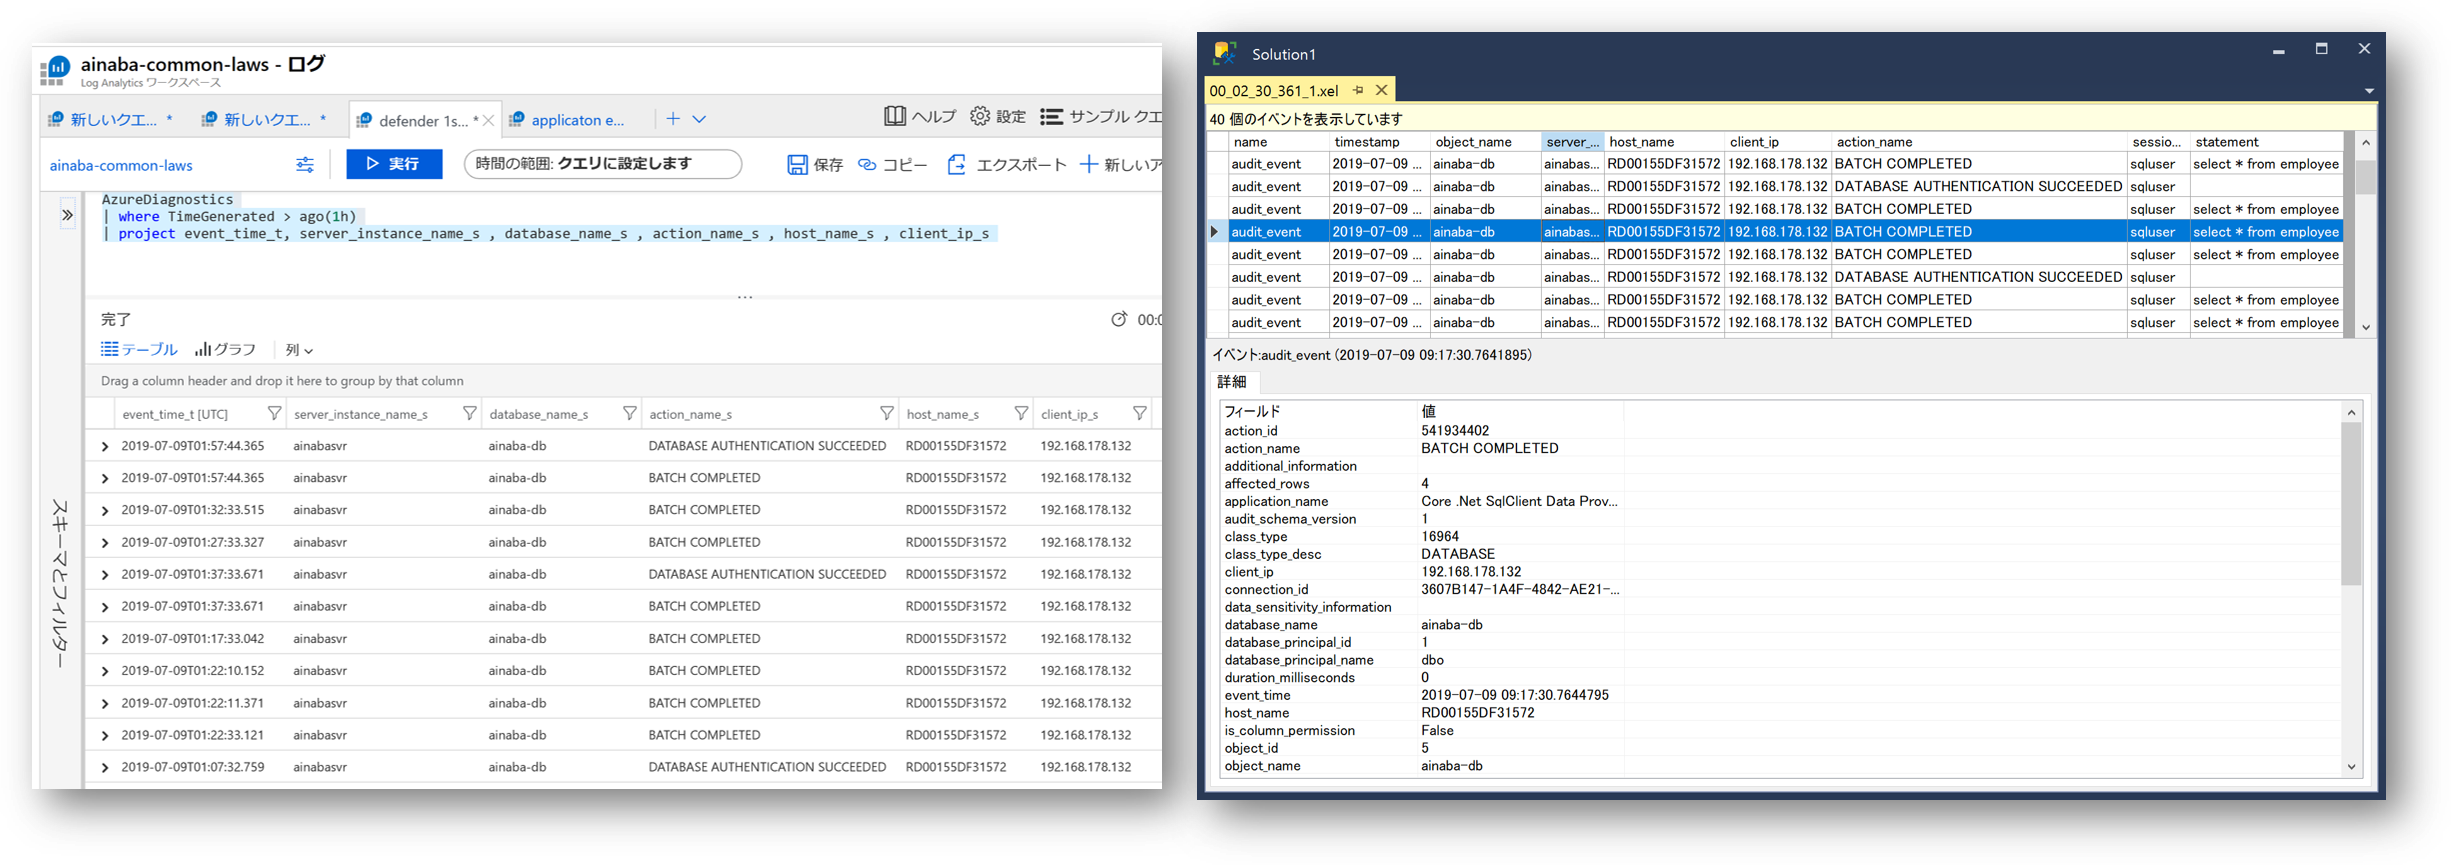 ainaba-common-laws - ログ
Log Analytics ワークスペース
新しいクエ... *
新しいクエ... *
defender 1s... *
applicaton e...
ヘルプ
設定
サンプル クエ
ainaba-common-laws
実行
時間の範囲: クエリに設定します
保存
コピー
エクスポート
新しいア
AzureDiagnostics
| where TimeGenerated > ago(1h)
| project event_time_t, server_instance_name_s , database_name_s , action_name_s , host_name_s , client_ip_s
...
完了
00:0
テーブル
グラフ
列
Drag a column header and drop it here to group by that column
event_time_t [UTC] server_instance_name_s database_name_s action_name_s host_name_s client_ip_s
2019-07-09T01:57:44.365 ainabasvr ainaba-db DATABASE AUTHENTICATION SUCCEEDED RD00155DF31572 192.168.178.132
2019-07-09T01:57:44.365 ainabasvr ainaba-db BATCH COMPLETED RD00155DF31572 192.168.178.132
2019-07-09T01:32:33.515 ainabasvr ainaba-db BATCH COMPLETED RD00155DF31572 192.168.178.132
2019-07-09T01:27:33.327 ainabasvr ainaba-db BATCH COMPLETED RD00155DF31572 192.168.178.132
2019-07-09T01:37:33.671 ainabasvr ainaba-db DATABASE AUTHENTICATION SUCCEEDED RD00155DF31572 192.168.178.132
2019-07-09T01:37:33.671 ainabasvr ainaba-db BATCH COMPLETED RD00155DF31572 192.168.178.132
2019-07-09T01:17:33.042 ainabasvr ainaba-db BATCH COMPLETED RD00155DF31572 192.168.178.132
2019-07-09T01:22:10.152 ainabasvr ainaba-db BATCH COMPLETED RD00155DF31572 192.168.178.132
2019-07-09T01:22:11.371 ainabasvr ainaba-db BATCH COMPLETED RD00155DF31572 192.168.178.132
2019-07-09T01:22:33.121 ainabasvr ainaba-db BATCH COMPLETED RD00155DF31572 192.168.178.132
2019-07-09T01:07:32.759 ainabasvr ainaba-db DATABASE AUTHENTICATION SUCCEEDED RD00155DF31572 192.168.178.132
スキーマとフィルター
Solution1
00_02_30_361_1.xel
40 個のイベントを表示しています
name timestamp object_name server_... host_name client_ip action_name sessio... statement
audit_event 2019-07-09 ... ainaba-db ainabas... RD00155DF31572 192.168.178.132 BATCH COMPLETED sqluser select * from employee
audit_event 2019-07-09 ... ainaba-db ainabas... RD00155DF31572 192.168.178.132 DATABASE AUTHENTICATION SUCCEEDED sqluser
audit_event 2019-07-09 ... ainaba-db ainabas... RD00155DF31572 192.168.178.132 BATCH COMPLETED sqluser select * from employee
audit_event 2019-07-09 ... ainaba-db ainabas... RD00155DF31572 192.168.178.132 BATCH COMPLETED sqluser select * from employee
audit_event 2019-07-09 ... ainaba-db ainabas... RD00155DF31572 192.168.178.132 BATCH COMPLETED sqluser select * from employee
audit_event 2019-07-09 ... ainaba-db ainabas... RD00155DF31572 192.168.178.132 DATABASE AUTHENTICATION SUCCEEDED sqluser
audit_event 2019-07-09 ... ainaba-db ainabas... RD00155DF31572 192.168.178.132 BATCH COMPLETED sqluser select * from employee
audit_event 2019-07-09 ... ainaba-db ainabas... RD00155DF31572 192.168.178.132 BATCH COMPLETED sqluser select * from employee
イベント:audit_event (2019-07-09 09:17:30.7641895)
詳細
フィールド 値
action_id 541934402
action_name BATCH COMPLETED
additional_information
affected_rows 4
application_name Core .Net SqlClient Data Prov...
audit_schema_version 1
class_type 16964
class_type_desc DATABASE
client_ip 192.168.178.132
connection_id 3607B147-1A4F-4842-AE21-...
data_sensitivity_information
database_name ainaba-db
database_principal_id 1
database_principal_name dbo
duration_milliseconds 0
event_time 2019-07-09 09:17:30.7644795
host_name RD00155DF31572
is_column_permission False
object_id 5
object_name ainaba-db